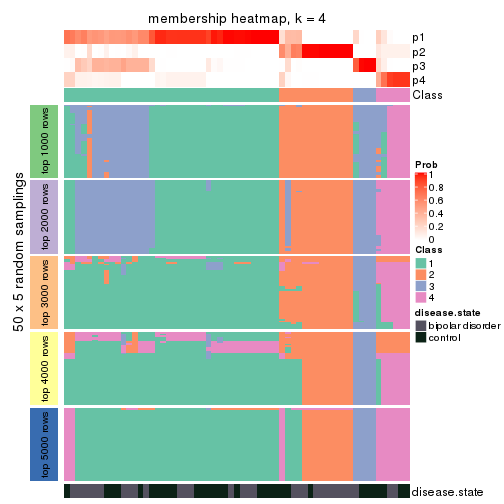 membership heatmap, k = 4
p1
p2
p3
p4
Class
50 x 5 random samplings
top 1000 rows
top 2000 rows
top 3000 rows
top 4000 rows
top 5000 rows
Prob
1
0.8
0.6
0.4
0.2
0
Class
1
2
3
4
disease.state
bipolar disorder
control
disease.state